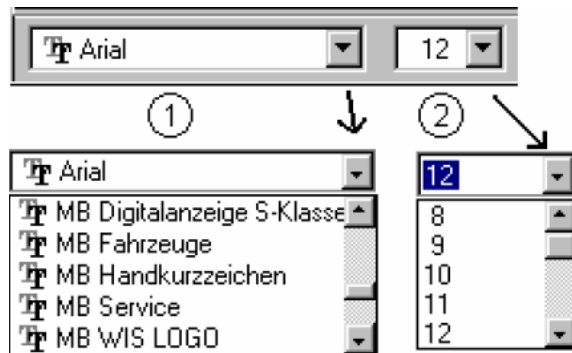 Arial 12
1 2
Arial
MB Digitalanzeige S-Klasse
MB Fahrzeuge
MB Handkurzzeichen
MB Service
MB WIS LOGO
12
8
9
10
11
12